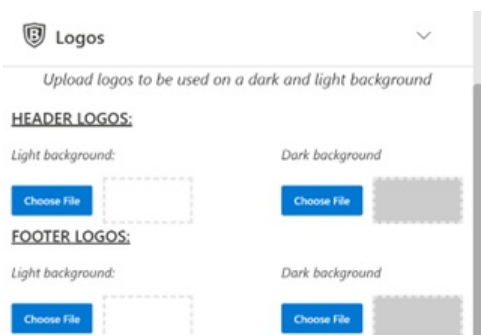 Logos
Upload logos to be used on a dark and light background
HEADER LOGOS:
Light background: Dark background
Choose File Choose File
FOOTER LOGOS:
Light background: Dark background
Choose File Choose File